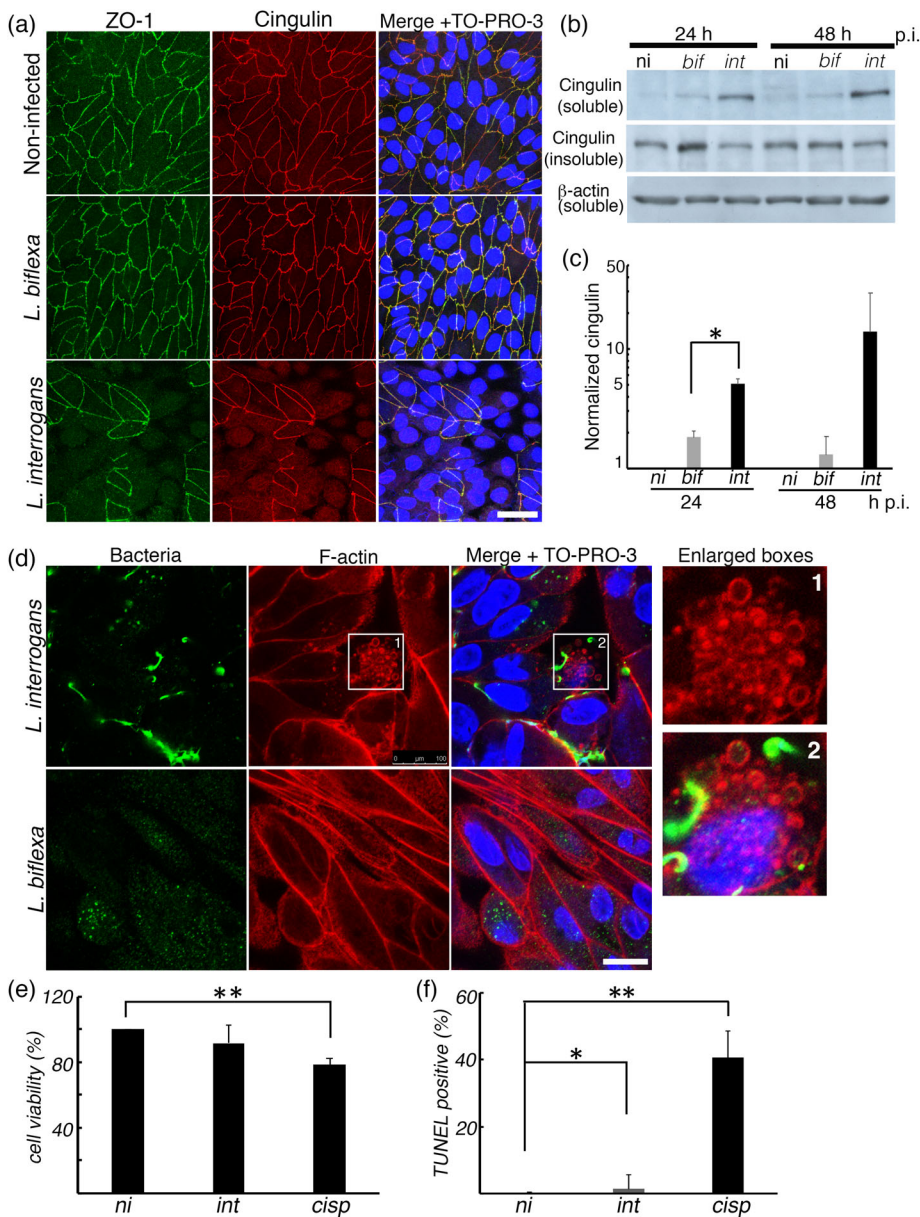 (a)
ZO-1 Cingulin Merge +TO-PRO-3
Non-infected
L. biflexa
L. interrogans
(b)
24 h 48 h p.i.
ni bif int ni bif int
Cingulin
(soluble)
Cingulin
(insoluble)
β-actin
(soluble)
(c)
Normalized cingulin
50
10
5
1
ni bif int ni bif int
24 48 h p.i.
*
(d)
Bacteria F-actin Merge + TO-PRO-3 Enlarged boxes
L. interrogans
1
2
1
2
0 µm 100
L. biflexa
(e)
cell viability (%)
120
80
40
**
ni int cisp
(f)
TUNEL positive (%)
60
40
20
**
*
ni int cisp